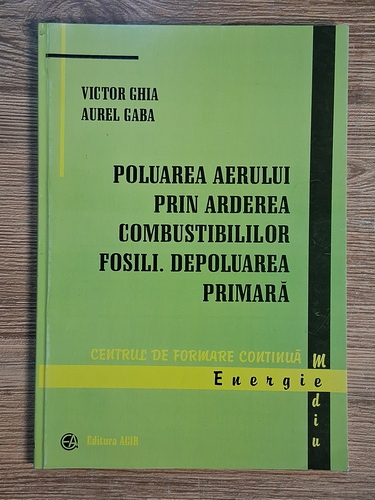 VICTOR GHIA
AUREL GABA
POLUAREA AERULUI
PRIN ARDEREA
COMBUSTIBILILOR
FOSILI. DEPOLUAREA
PRIMARĂ
CENTRUL DE FORMARE CONTINUĂ
Energie
Mediu
Editura AGIR